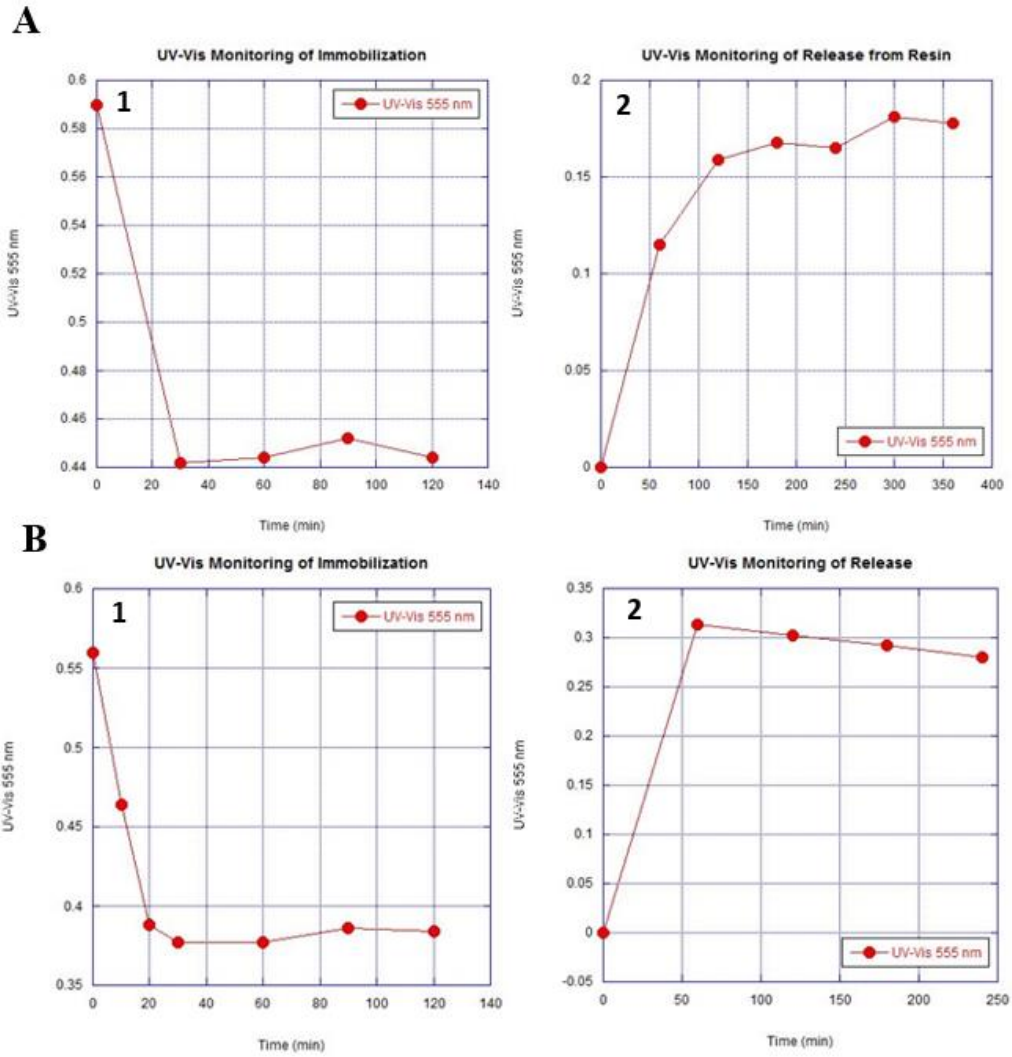 A
UV-Vis Monitoring of Immobilization
1
UV-Vis 555 nm
0.6
0.58
0.56
0.54
0.52
0.5
0.48
0.46
0.44
UV-Vis 555 nm
0 20 40 60 80 100 120 140
Time (min)
UV-Vis Monitoring of Release from Resin
2
0.2
0.15
0.1
0.05
0
UV-Vis 555 nm
UV-Vis 555 nm
0 50 100 150 200 250 300 350 400
Time (min)
B
UV-Vis Monitoring of Immobilization
1
UV-Vis 555 nm
0.6
0.55
0.5
0.45
0.4
0.35
UV-Vis 555 nm
0 20 40 60 80 100 120 140
Time (min)
UV-Vis Monitoring of Release
2
0.35
0.3
0.25
0.2
0.15
0.1
0.05
0
-0.05
UV-Vis 555 nm
UV-Vis 555 nm
0 50 100 150 200 250
Time (min)